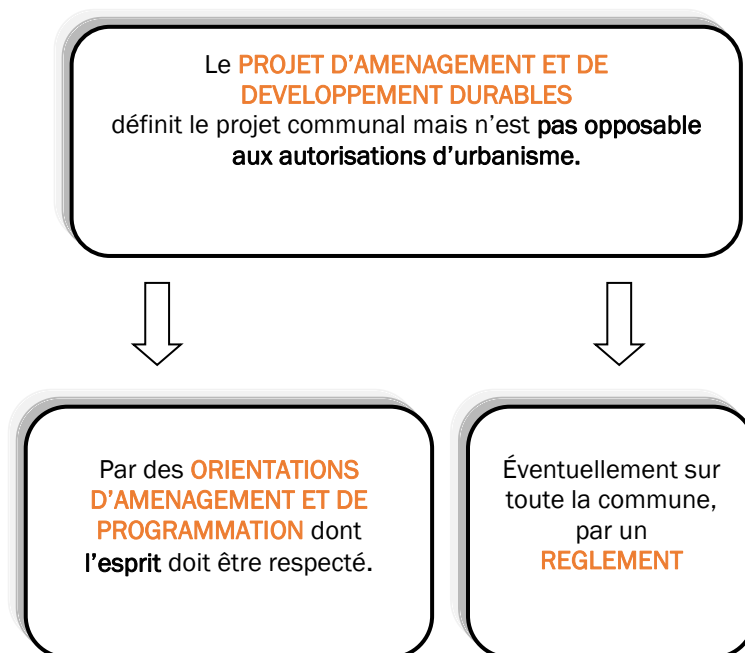 Le PROJET D’AMENAGEMENT ET DE
DEVELOPPEMENT DURABLES
définit le projet communal mais n’est pas opposable
aux autorisations d’urbanisme.
Par des ORIENTATIONS
D’AMENAGEMENT ET DE
PROGRAMMATION dont
l’esprit doit être respecté.
Éventuellement sur
toute la commune,
par un
REGLEMENT